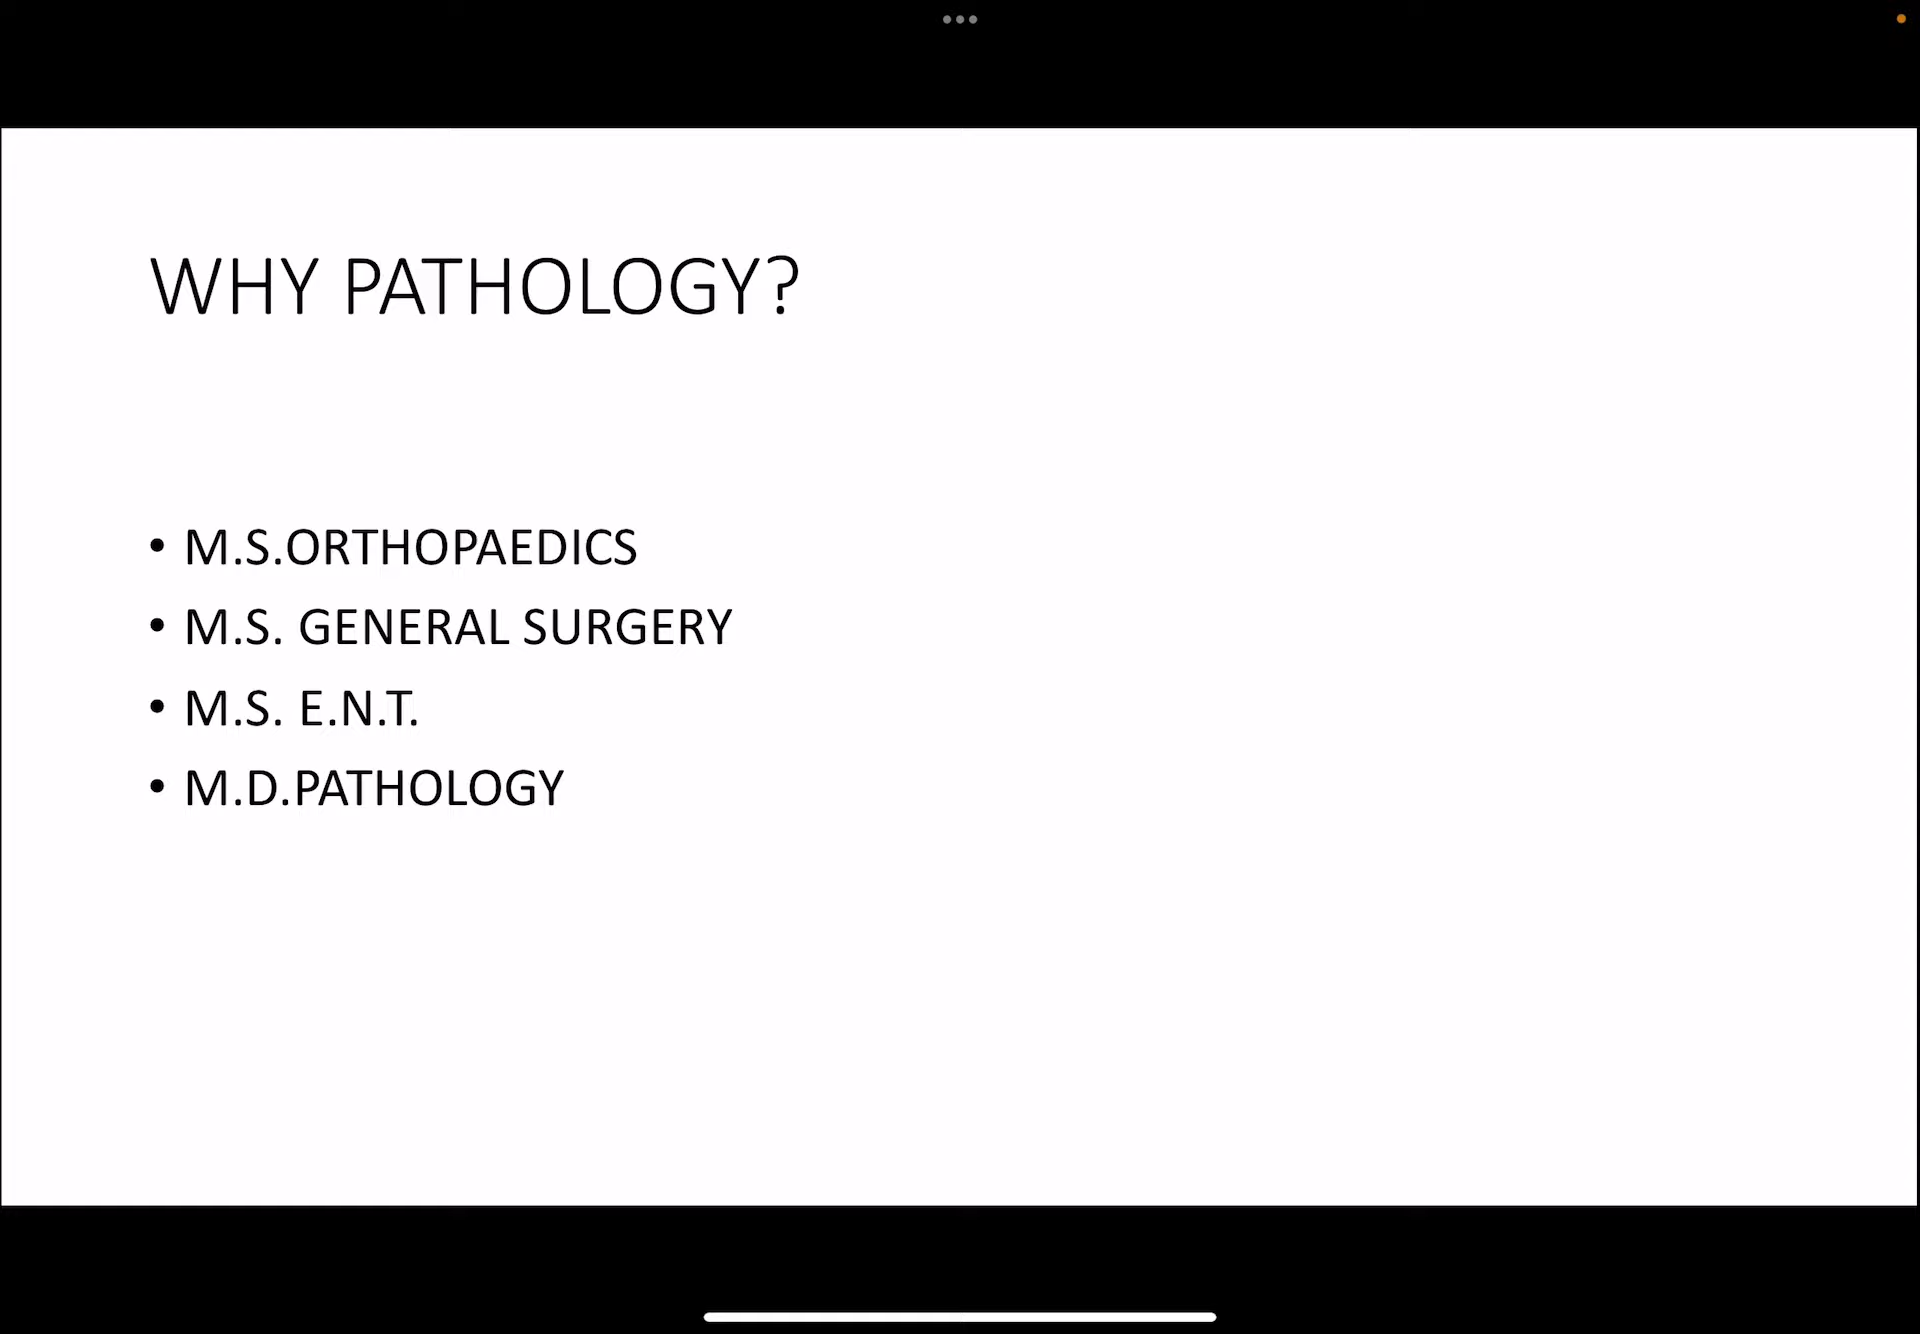 WHY PATHOLOGY?
• M.S.ORTHOPAEDICS
• M.S. GENERAL SURGERY
• M.S. E.N.T.
• M.D.PATHOLOGY